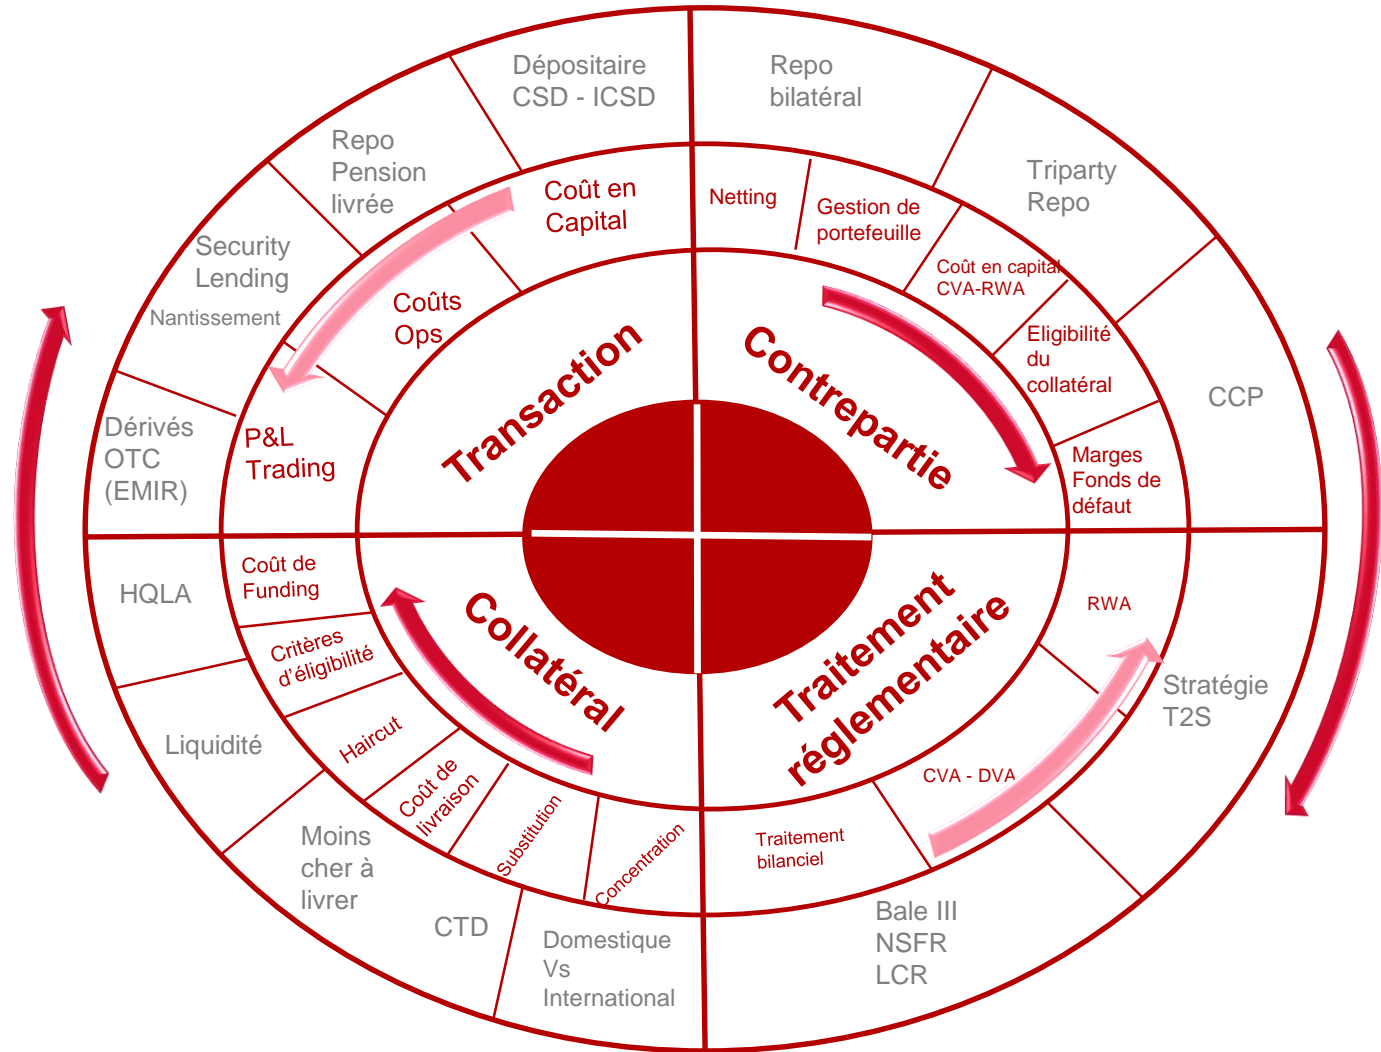 Dépositaire
CSD - ICSD
Repo
bilatéral
Repo
Pension
livrée
Triparty
Repo
Security
Lending
Nantissement
CCP
Dérivés
OTC
(EMIR)
Coût en
Capital
Coûts
Ops
P&L
Trading
Netting
Gestion de
portefeuille
Coût en capital
CVA-RWA
Eligibilité
du
collatéral
Marges
Fonds de
défaut
Transaction
Contrepartie
Collatéral
Traitement
réglementaire
Coût de
Funding
Critères
d'éligibilité
Haircut
Coût de
livraison
Substitution
Concentration
RWA
CVA - DVA
Traitement
bilanciel
HQLA
Liquidité
Moins
cher à
livrer
CTD
Domestique
Vs
International
Bale III
NSFR
LCR
Stratégie
T2S